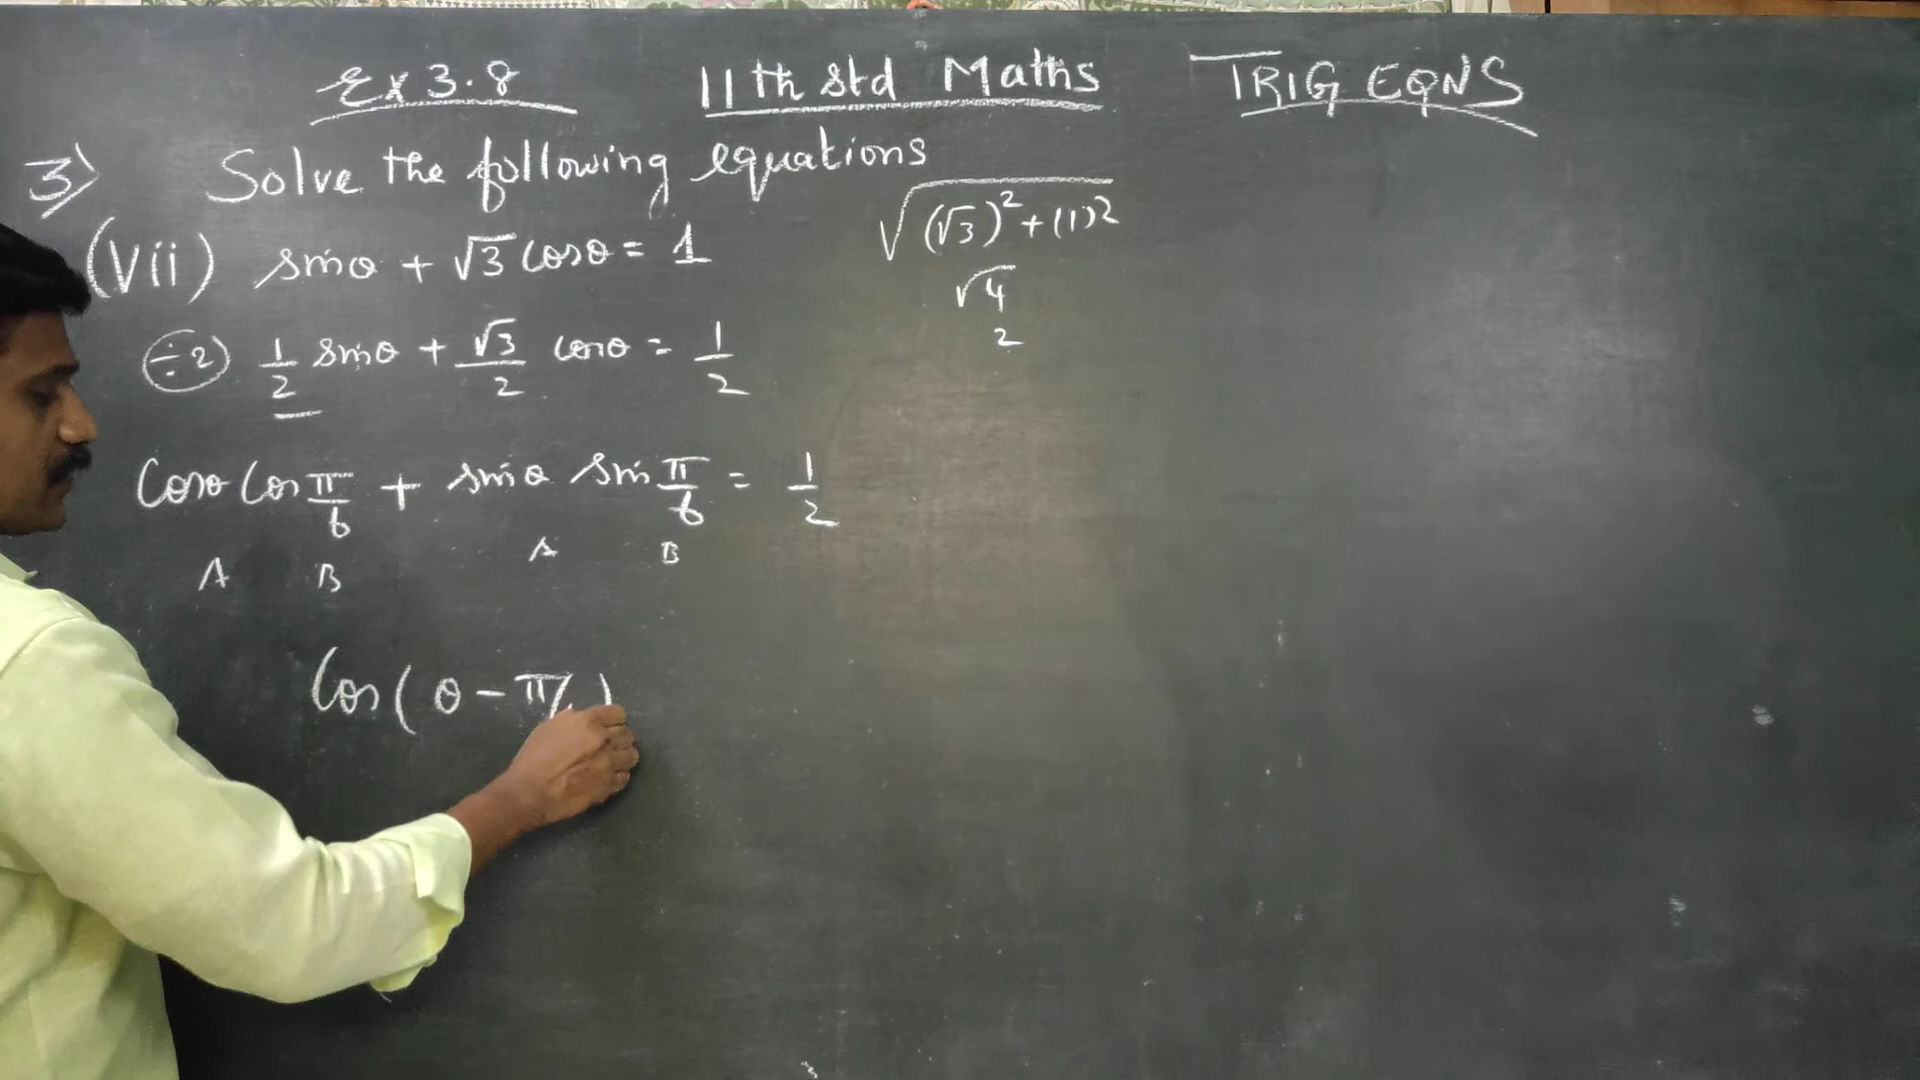 Ex 3.8 11th std Maths TRIG EQNS
3) Solve the following equations
(Vii) sinθ + √3 cosθ = 1
√(√3)² + (1)²
√4
2
÷2 1/2 sinθ + √3/2 cosθ = 1/2
Cosθ Cos π/6 + sinθ sin π/6 = 1/2
A B A B
Cos(θ - π/